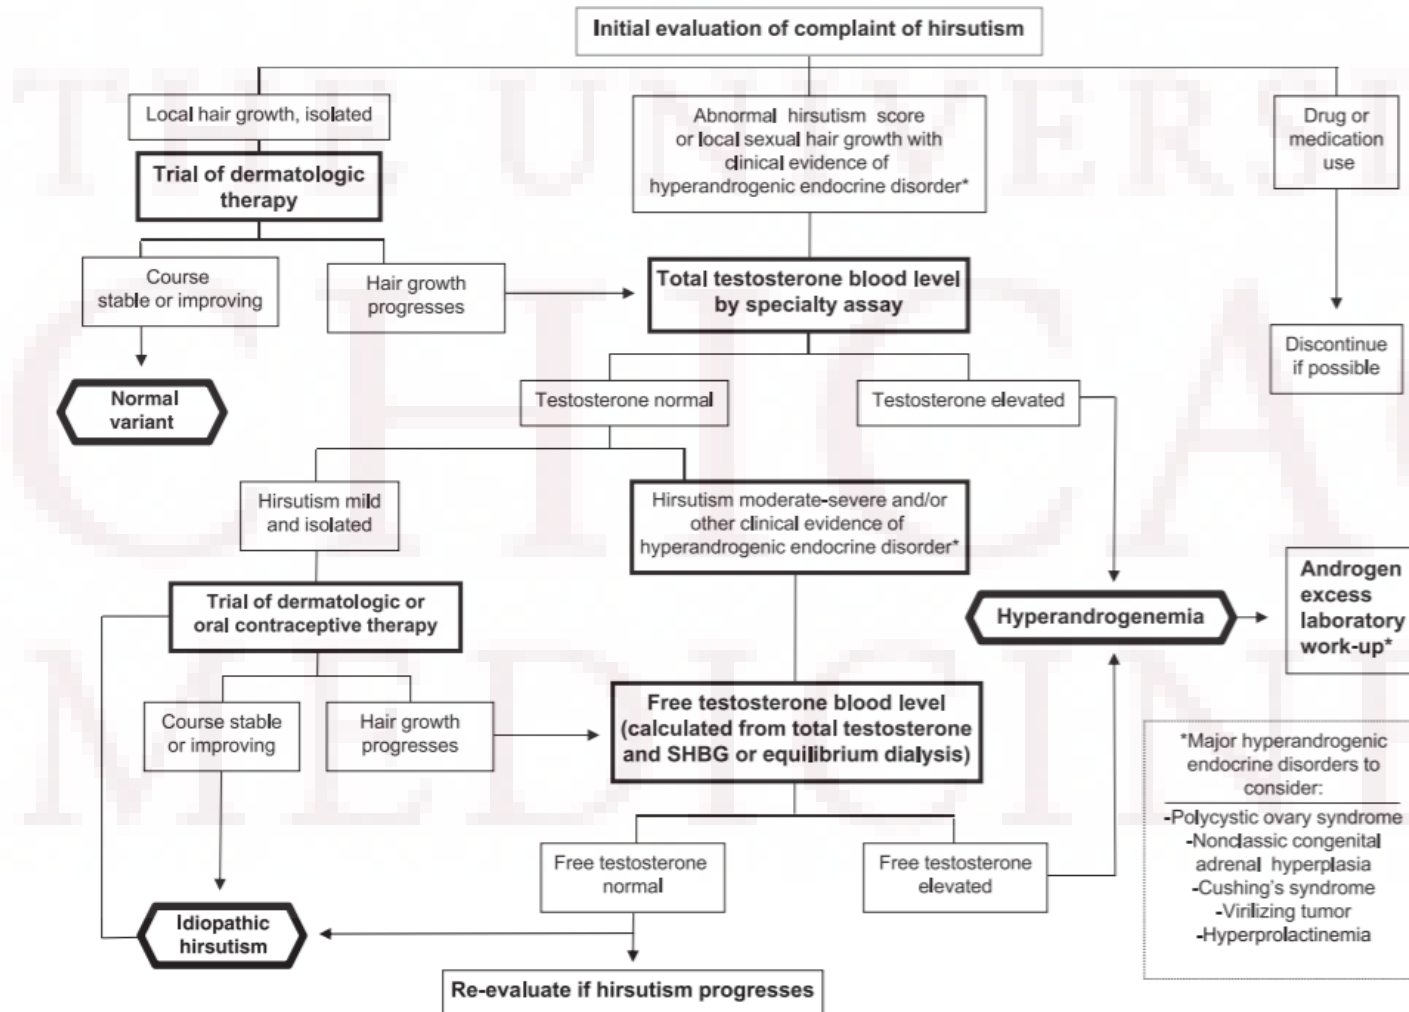 Initial evaluation of complaint of hirsutism
Local hair growth, isolated
Abnormal hirsutism score
or local sexual hair growth with
clinical evidence of
hyperandrogenic endocrine disorder*
Drug or
medication
use
Trial of dermatologic
therapy
Course
stable or improving
Hair growth
progresses
Total testosterone blood level
by specialty assay
Discontinue
if possible
Normal
variant
Testosterone normal
Testosterone elevated
Hirsutism mild
and isolated
Hirsutism moderate-severe and/or
other clinical evidence of
hyperandrogenic endocrine disorder*
Trial of dermatologic or
oral contraceptive therapy
Hyperandrogenemia
Androgen
excess
laboratory
work-up*
Course stable
or improving
Hair growth
progresses
Free testosterone blood level
(calculated from total testosterone
and SHBG or equilibrium dialysis)
*Major hyperandrogenic
endocrine disorders to
consider:
-Polycystic ovary syndrome
-Nonclassic congenital
adrenal hyperplasia
-Cushing's syndrome
-Virilizing tumor
-Hyperprolactinemia
Free testosterone
normal
Free testosterone
elevated
Idiopathic
hirsutism
Re-evaluate if hirsutism progresses
THE UNIVERSI
CHICAG
MEDICIN